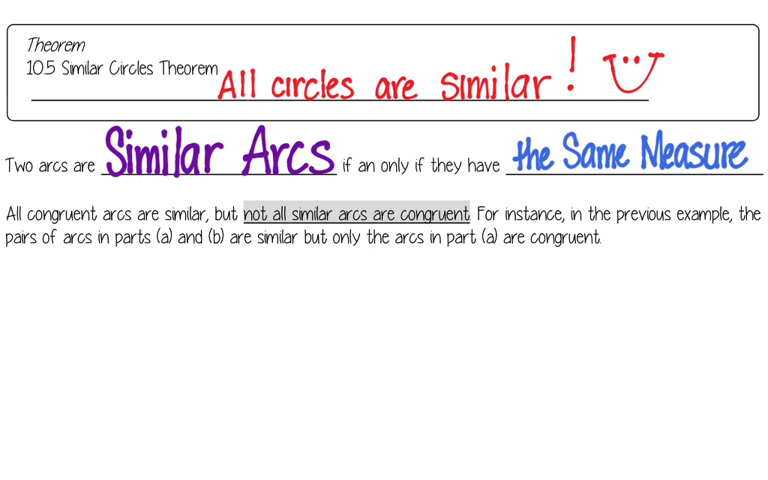 Theorem
10.5 Similar Circles Theorem All circles are similar!
Two arcs are Similar Arcs if an only if they have the Same Measure
All congruent arcs are similar, but not all similar arcs are congruent. For instance, in the previous example, the
pairs of arcs in parts (a) and (b) are similar but only the arcs in part (a) are congruent.